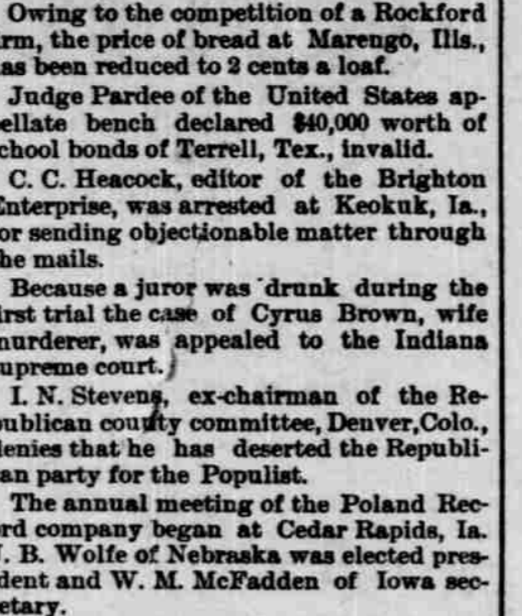 Owing to the competition of a Rockford
rm, the price of bread at Marengo, Ills.,
as been reduced to 2 cents a loaf.
Judge Pardee of the United States ap-
ellate bench declared $40,000 worth of
chool bonds of Terrell, Tex., invalid.
C. C. Heacock, editor of the Brighton
Enterprise, was arrested at Keokuk, Ia.,
or sending objectionable matter through
he mails.
Because a juror was drunk during the
irst trial the case of Cyrus Brown, wife
murderer, was appealed to the Indiana
upreme court.
I. N. Stevens, ex-chairman of the Re-
publican county committee, Denver, Colo.,
denies that he has deserted the Republi-
an party for the Populist.
The annual meeting of the Poland Rec-
ord company began at Cedar Rapids, Ia.
J. B. Wolfe of Nebraska was elected pres-
dent and W. M. McFadden of Iowa sec-
etary.